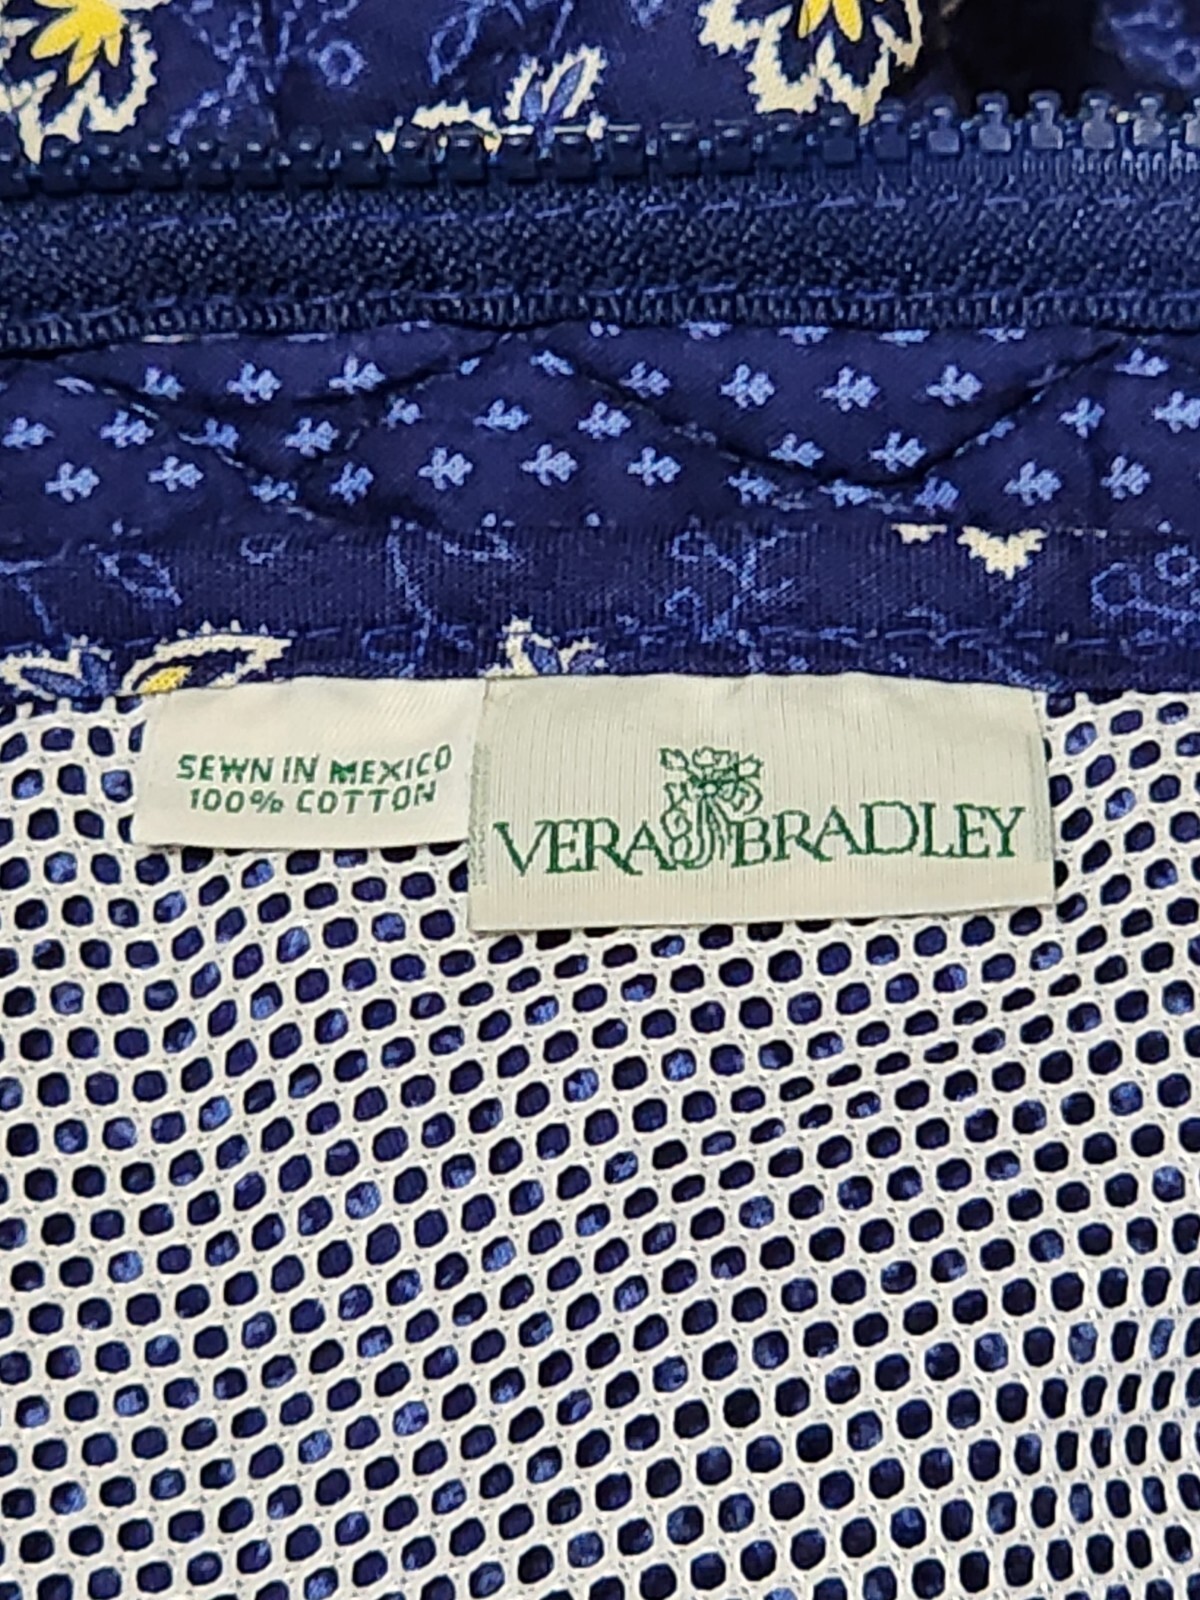 SEWN IN MEXICO
100% COTTON
VERA BRADLEY